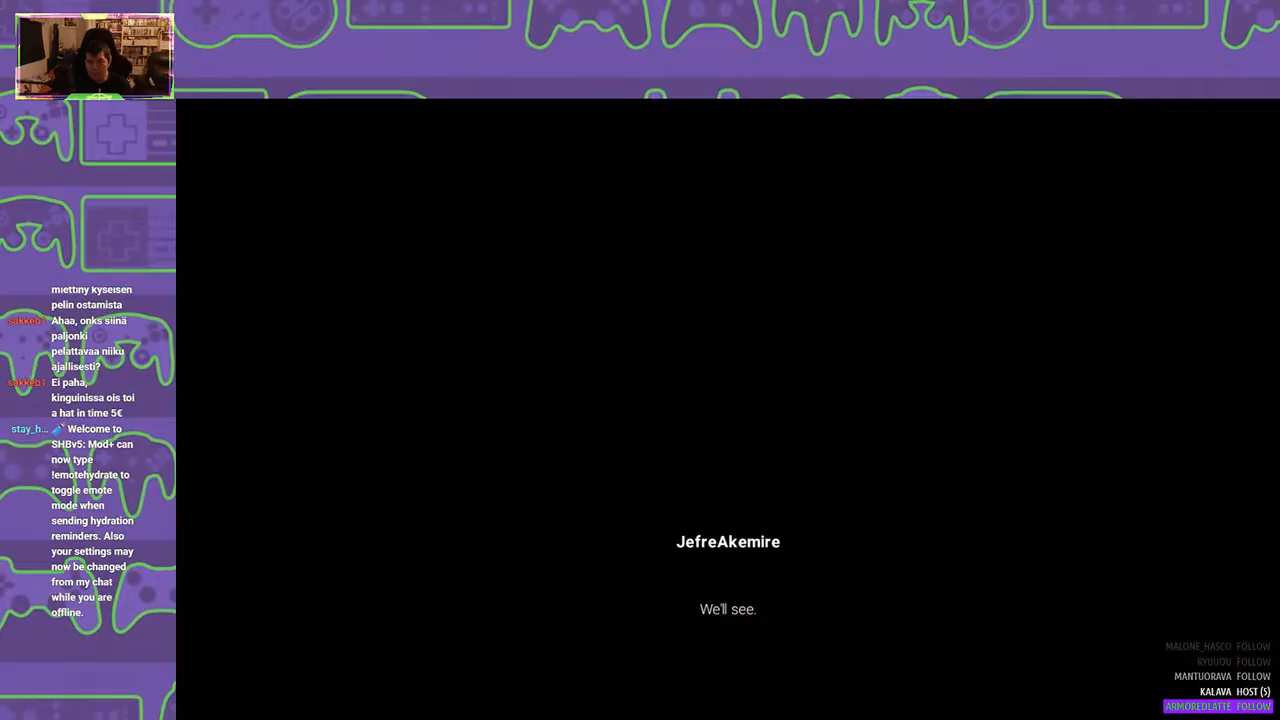 miettiny kyseisen
pelin ostamista
sakkeb1 Ahaa, onks siinä
paljonki
pelattavaa niiku
ajallisesti?
sakkeb1 Ei paha,
kinguinissa ois toi
a hat in time 5€
stay_h... Welcome to
SHBv5: Mod+ can
now type
!emotehydrate to
toggle emote
mode when
sending hydration
reminders. Also
your settings may
now be changed
from my chat
while you are
offline.
JefreAkemire
We'll see.
MALONE_HASCO FOLLOW
RYUUOU FOLLOW
MANTUORAVA FOLLOW
KALAVA HOST (5)
ARMOREDLATTE FOLLOW